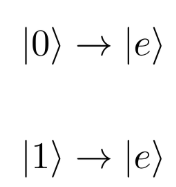 |0⟩ → |e⟩
|1⟩ → |e⟩